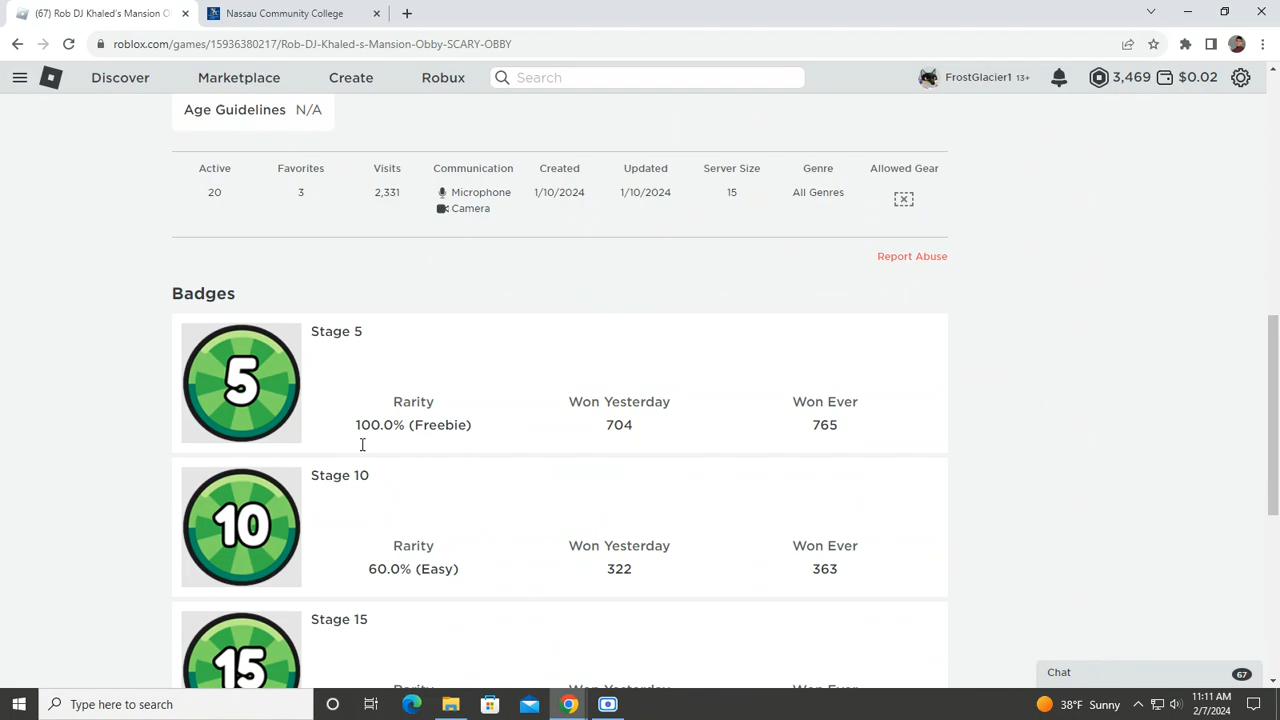 (67) Rob DJ Khaled's Mansion O
Nassau Community College
roblox.com/games/15936380217/Rob-DJ-Khaled-s-Mansion-Obby-SCARY-OBBY
Discover Marketplace Create Robux Search FrostGlacier1 13+ 3,469 $0.02
Age Guidelines N/A
Active Favorites Visits Communication Created Updated Server Size Genre Allowed Gear
20 3 2,331 Microphone 1/10/2024 1/10/2024 15 All Genres
Camera
Report Abuse
Badges
5
Stage 5
Rarity Won Yesterday Won Ever
100.0% (Freebie) 704 765
10
Stage 10
Rarity Won Yesterday Won Ever
60.0% (Easy) 322 363
15
Stage 15
Chat 67
Type here to search
38°F Sunny
11:11 AM
2/7/2024